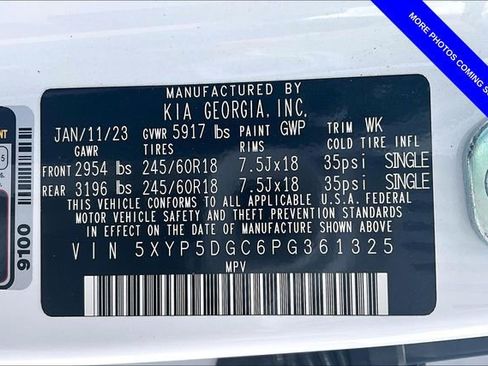 MORE PHOTOS COMING S
MANUFACTURED BY
KIA GEORGIA, INC.
JAN/11/23 GVWR 5917 lbs PAINT GWP TRIM WK
GAWR TIRES RIMS COLD TIRE INFL
FRONT 2954 lbs 245/60R18 7.5Jx18 35psi SINGLE
REAR 3196 lbs 245/60R18 7.5Jx18 35psi SINGLE
THIS VEHICLE CONFORMS TO ALL APPLICABLE U.S.A. FEDERAL
MOTOR VEHICLE SAFETY AND THEFT PREVENTION STANDARDS
IN EFFECT ON THE DATE OF MANUFACTURE SHOWN ABOVE.
VIN 5XYP5DGC6PG361325
MPV
9100